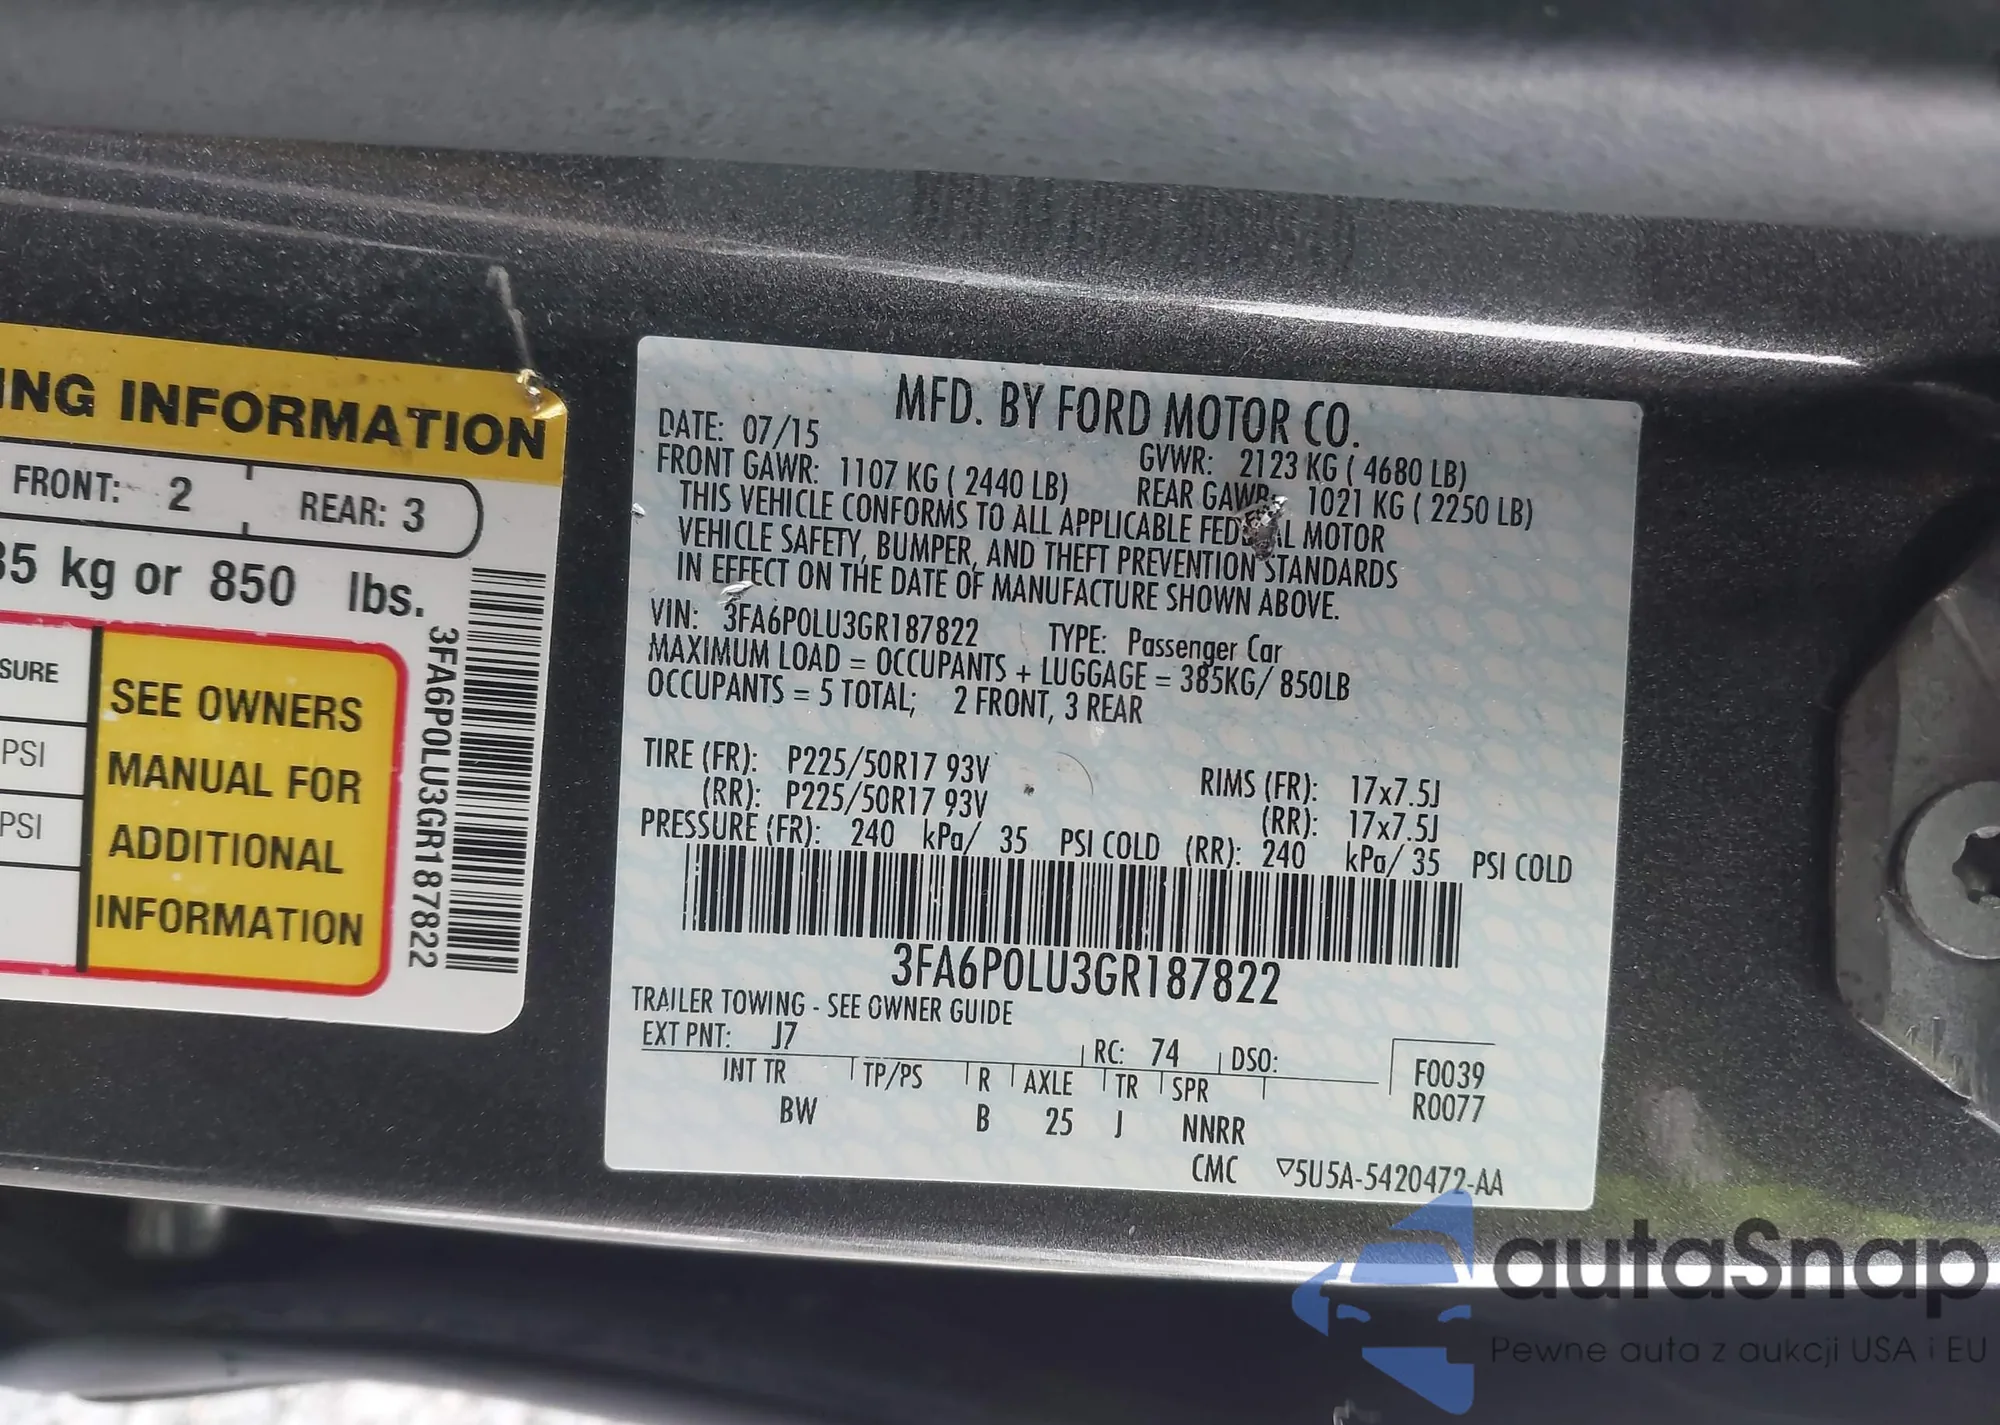 ING INFORMATION
FRONT: 2 REAR: 3
35 kg or 850 lbs.
SURE
PSI
PSI
SEE OWNERS
MANUAL FOR
ADDITIONAL
INFORMATION
3FA6P0LU3GR187822
MFD. BY FORD MOTOR CO.
DATE: 07/15 GVWR: 2123 KG ( 4680 LB)
FRONT GAWR: 1107 KG ( 2440 LB) REAR GAWR: 1021 KG ( 2250 LB)
THIS VEHICLE CONFORMS TO ALL APPLICABLE FEDERAL MOTOR
VEHICLE SAFETY, BUMPER, AND THEFT PREVENTION STANDARDS
IN EFFECT ON THE DATE OF MANUFACTURE SHOWN ABOVE.
VIN: 3FA6P0LU3GR187822 TYPE: Passenger Car
MAXIMUM LOAD = OCCUPANTS + LUGGAGE = 385KG/ 850LB
OCCUPANTS = 5 TOTAL; 2 FRONT, 3 REAR
TIRE (FR): P225/50R17 93V RIMS (FR): 17x7.5J
(RR): P225/50R17 93V (RR): 17x7.5J
PRESSURE (FR): 240 kPa/ 35 PSI COLD (RR): 240 kPa/ 35 PSI COLD
3FA6P0LU3GR187822
TRAILER TOWING - SEE OWNER GUIDE
EXT PNT: J7 RC: 74 DSO: F0039
INT TR TP/PS R AXLE TR SPR R0077
BW B 25 J NNRR
CMC ▽5U5A-5420472-AA
autaSnap
Pewne auta z aukcji USA i EU